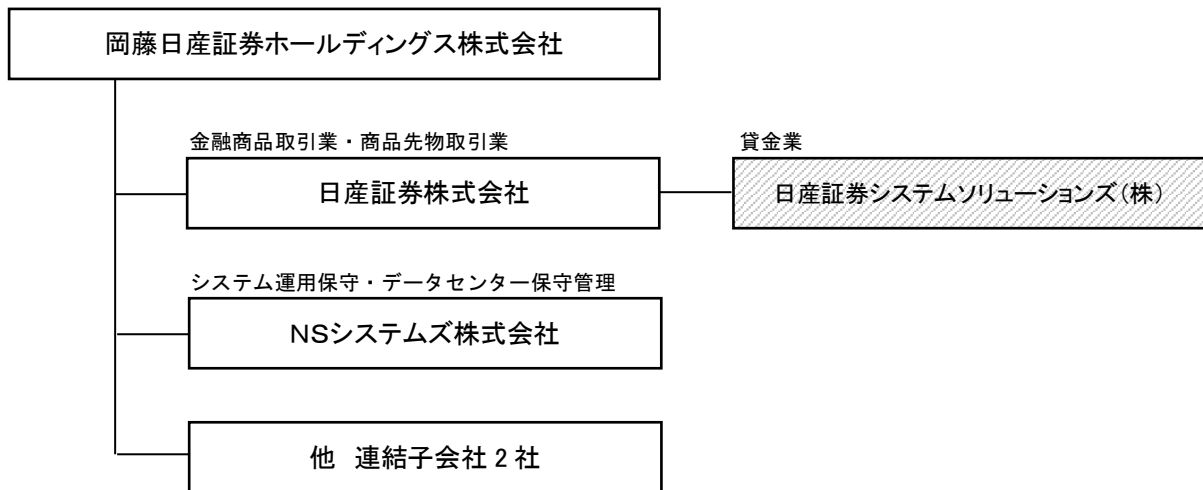 岡藤日産証券ホールディングス株式会社
金融商品取引業・商品先物取引業
日産証券株式会社
貸金業
日産証券システムソリューションズ(株)
システム運用保守・データセンター保守管理
NSシステムズ株式会社
他 連結子会社2社